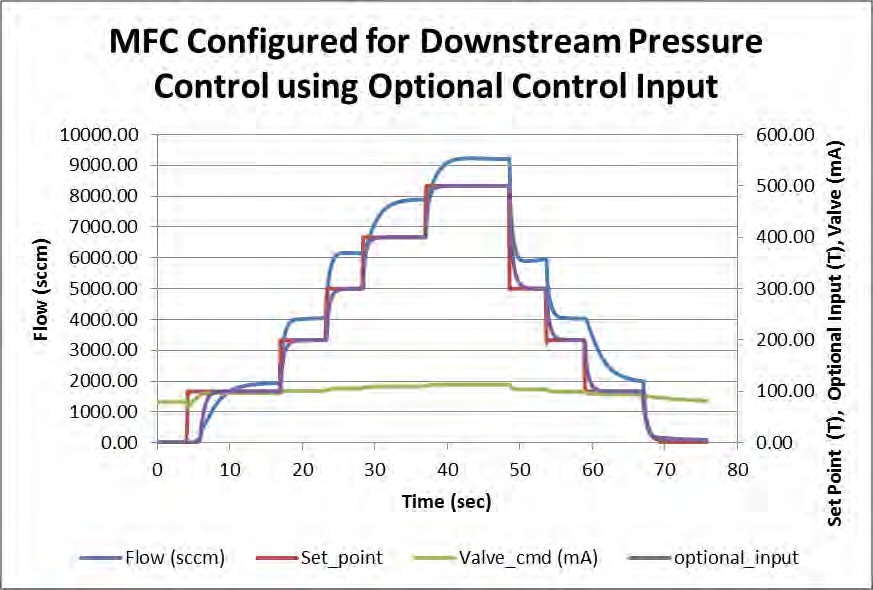 MFC Configured for Downstream Pressure
Control using Optional Control Input
10000.00
9000.00
8000.00
7000.00
6000.00
5000.00
4000.00
3000.00
2000.00
1000.00
0.00
Flow (sccm)
600.00
500.00
400.00
300.00
200.00
100.00
0.00
Set Point (T), Optional Input (T), Valve (mA)
0 10 20 30 40 50 60 70 80
Time (sec)
Flow (sccm) Set_point Valve_cmd (mA) optional_input